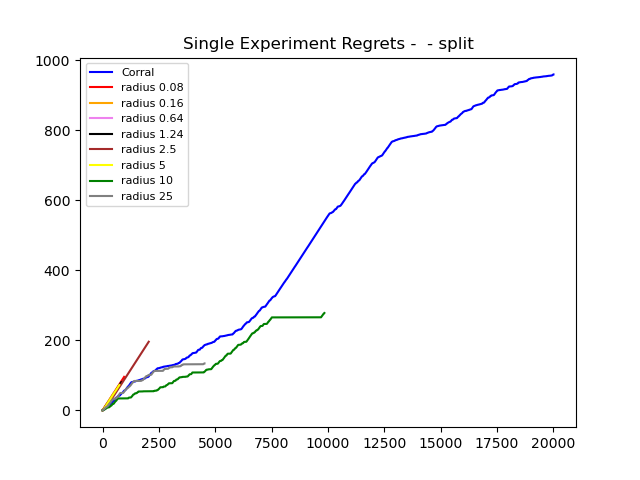 Single Experiment Regrets -  - split
1000
800
600
400
200
0
Corral
radius 0.08
radius 0.16
radius 0.64
radius 1.24
radius 2.5
radius 5
radius 10
radius 25
0 2500 5000 7500 10000 12500 15000 17500 20000